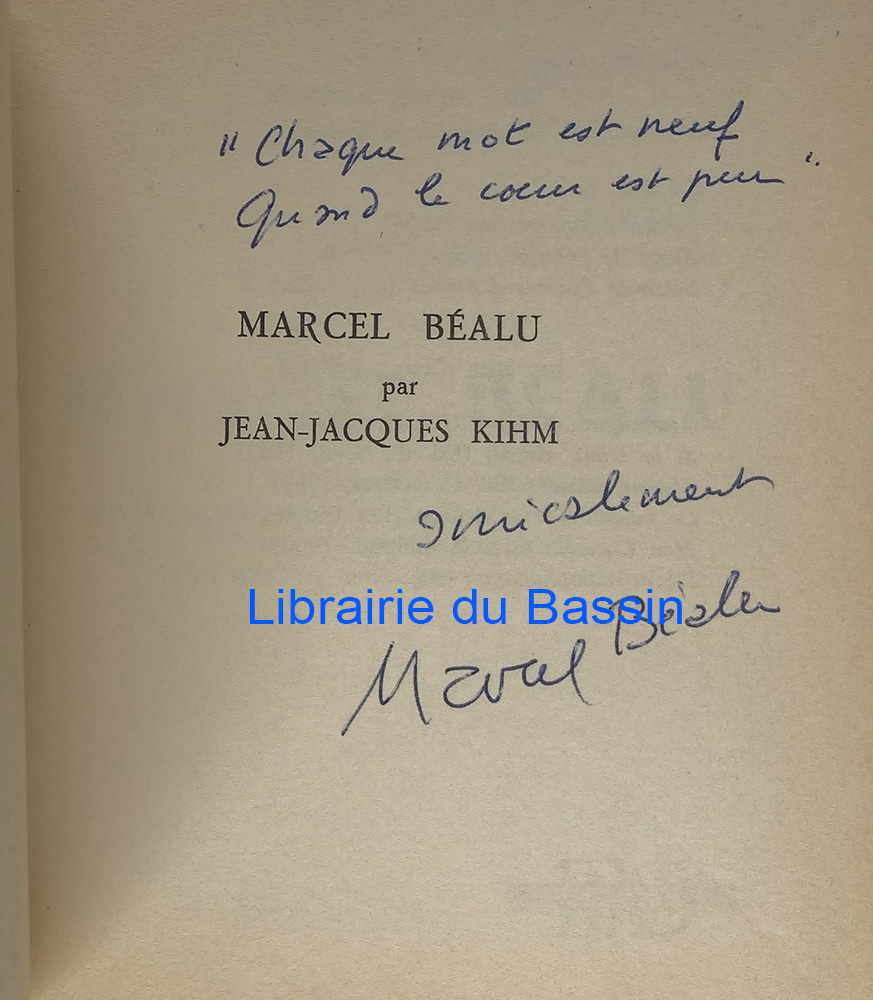 "Chaque mot est neuf
Quand le coeur est pur"
MARCEL BÉALU
par
JEAN-JACQUES KIHM
amicalement
Librairie du Bassin
Marcel Béalu